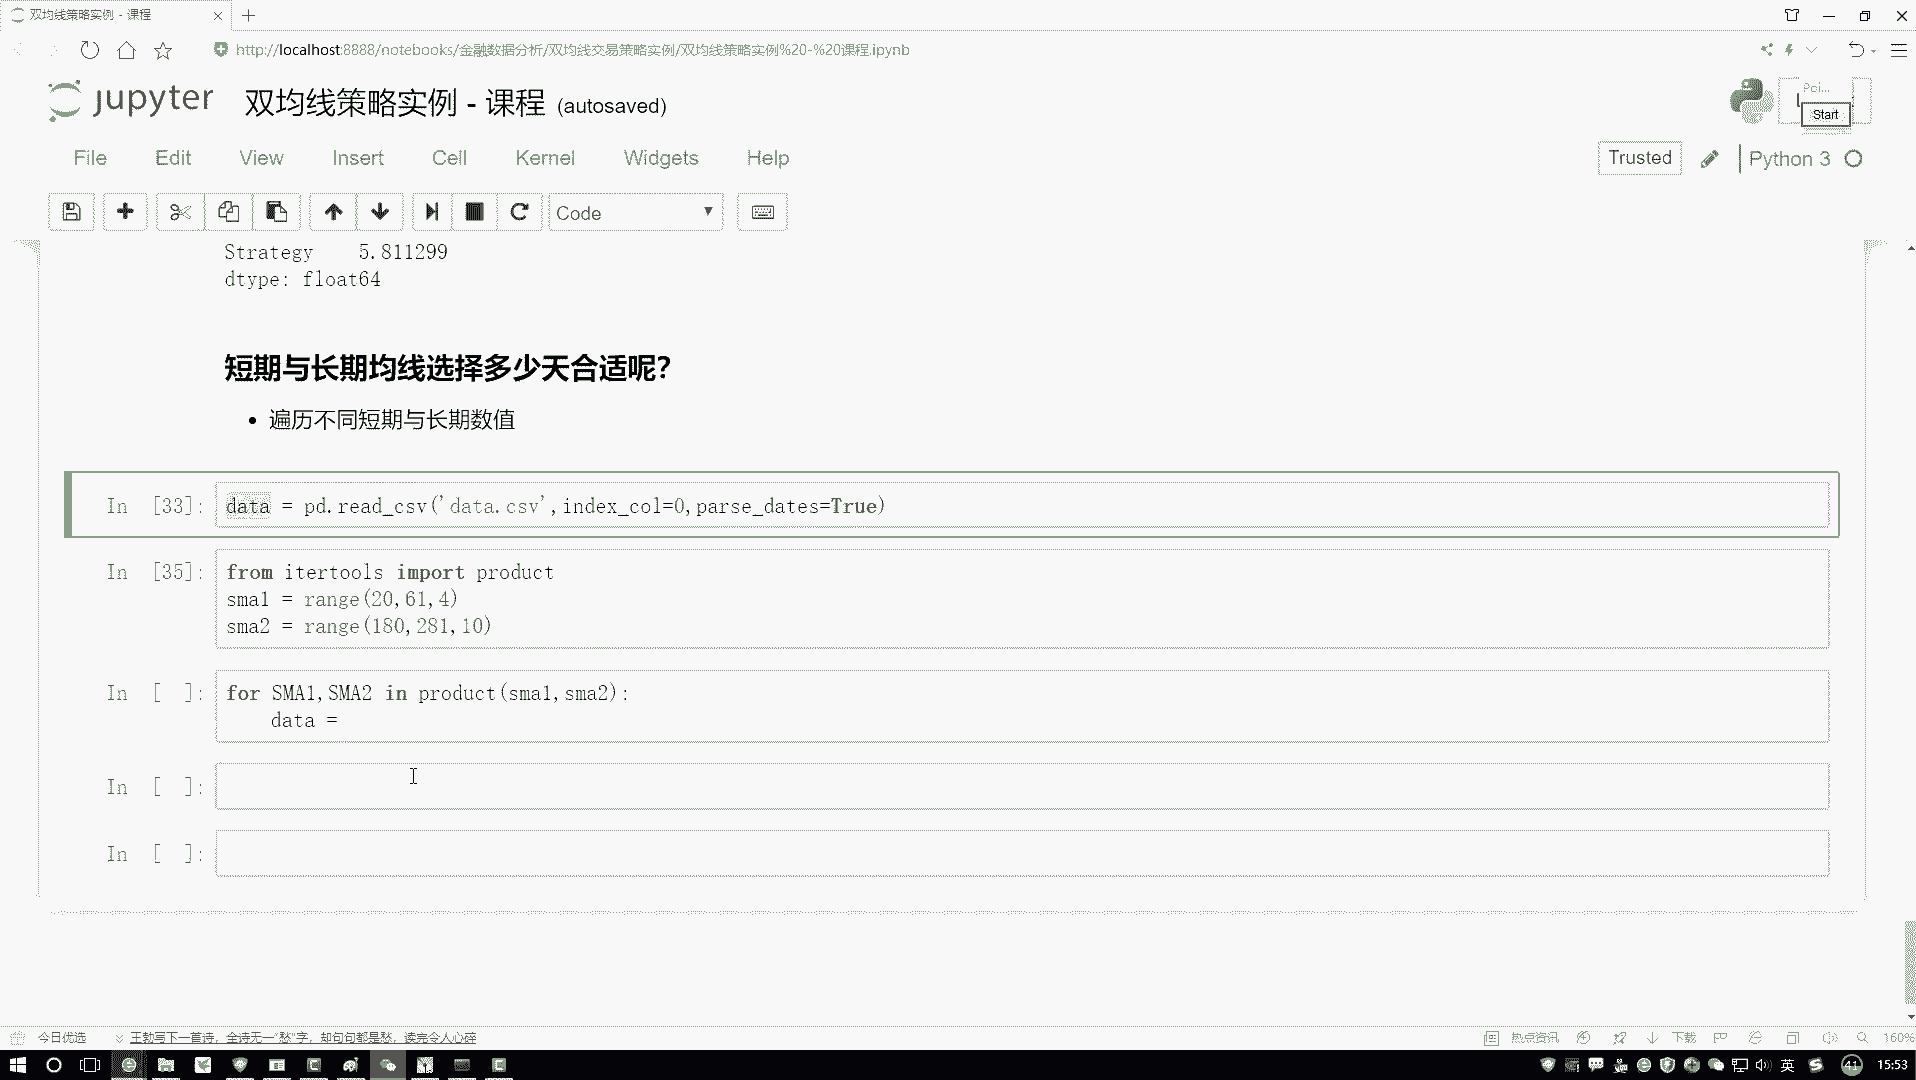 双均线策略实例 - 课程
http://localhost:8888/notebooks/金融数据分析/双均线交易策略实例/双均线策略实例%20-%20课程.ipynb
jupyter 双均线策略实例 - 课程 (autosaved)
Poi...
Start
File Edit View Insert Cell Kernel Widgets Help
Trusted Python 3
Code
Strategy 5.811299
dtype: float64
短期与长期均线选择多少天合适呢？
• 遍历不同短期与长期数值
In [33]: data = pd.read_csv('data.csv',index_col=0,parse_dates=True)
In [35]: from itertools import product
sma1 = range(20,61,4)
sma2 = range(180,281,10)
In [ ]: for SMA1,SMA2 in product(sma1,sma2):
data =
In [ ]:
In [ ]:
今日优选 王勃写下一首诗，全诗无一"愁"字，却句句都是愁，读完令人心碎
热点资讯 下载 160%
英 41 15:53